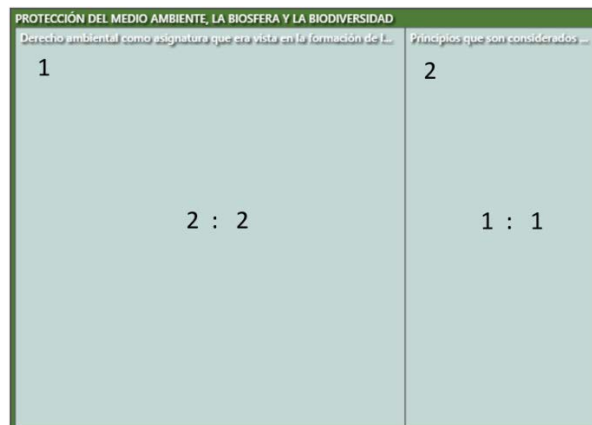 PROTECCIÓN DEL MEDIO AMBIENTE, LA BIOSFERA Y LA BIODIVERSIDAD
Derecho ambiental como asignatura que era vista en la formación de l...
Principios que son considerados ...
1
2
2 : 2
1 : 1